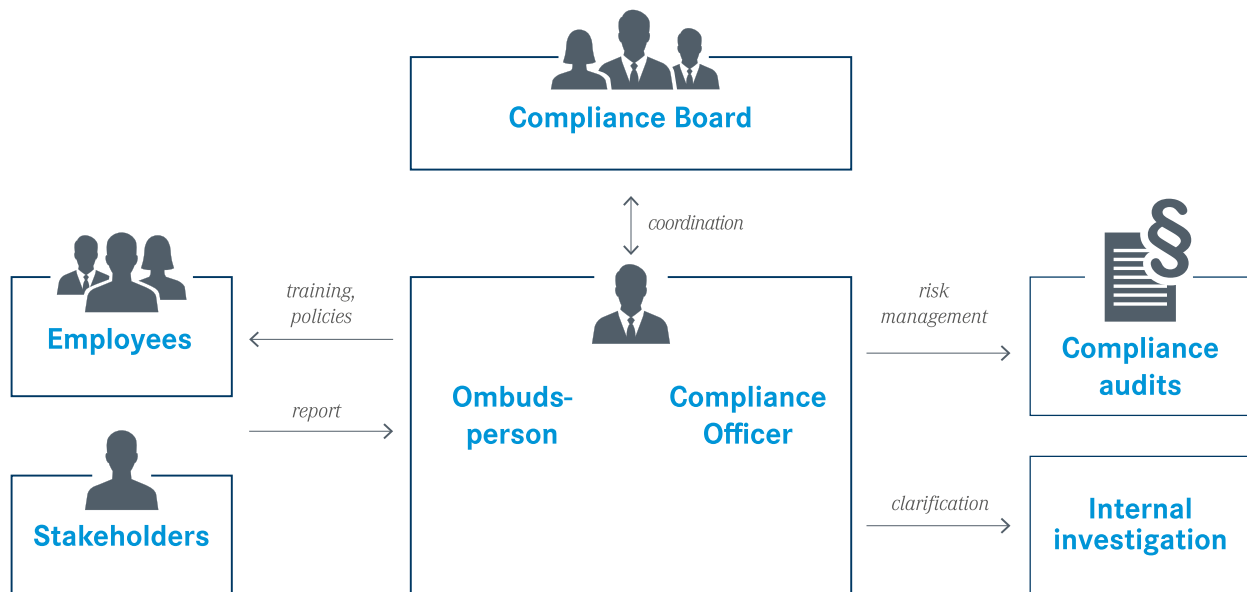 Compliance Board
coordination
training,
policies
Employees
report
Stakeholders
Ombuds-
person
Compliance
Officer
risk
management
§
Compliance
audits
clarification
Internal
investigation